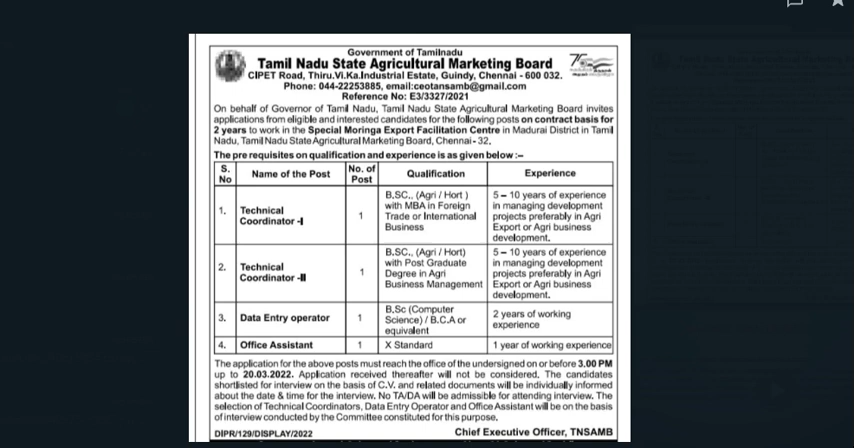 Government of Tamilnadu
Tamil Nadu State Agricultural Marketing Board
CIPET Road, Thiru.Vi.Ka.Industrial Estate, Guindy, Chennai - 600 032.
Phone: 044-22253885, email:ceotansamb@gmail.com
Reference No: E3/3327/2021
On behalf of Governor of Tamil Nadu, Tamil Nadu State Agricultural Marketing Board invites
applications from eligible and interested candidates for the following posts on contract basis for
2 years to work in the Special Moringa Export Facilitation Centre in Madurai District in Tamil
Nadu, Tamil Nadu State Agricultural Marketing Board, Chennai- 32.
The pre requisites on qualification and experience is as given below :–
S. No Name of the Post No. of Post Qualification Experience
1. Technical Coordinator -I 1
B.SC., (Agri / Hort ) with MBA in Foreign Trade or International Business
5 – 10 years of experience in managing development projects preferably in Agri Export or Agri business development.
2. Technical Coordinator -II 1
B.SC., (Agri / Hort) with Post Graduate Degree in Agri Business Management
5 – 10 years of experience in managing development projects preferably in Agri Export or Agri business development.
3. Data Entry operator 1
B.Sc (Computer Science) / B.C.A or equivalent
2 years of working experience
4. Office Assistant 1 X Standard 1 year of working experience
The application for the above posts must reach the office of the undersigned on or before 3.00 PM
up to 20.03.2022. Application received thereafter will not be considered. The candidates
shortlisted for interview on the basis of C.V. and related documents will be individually informed
about the date & time for the interview. No TA/DA will be admissible for attending interview. The
selection of Technical Coordinators, Data Entry Operator and Office Assistant will be on the basis
of interview conducted by the Committee constituted for this purpose.
DIPR/129/DISPLAY/2022 Chief Executive Officer, TNSAMB